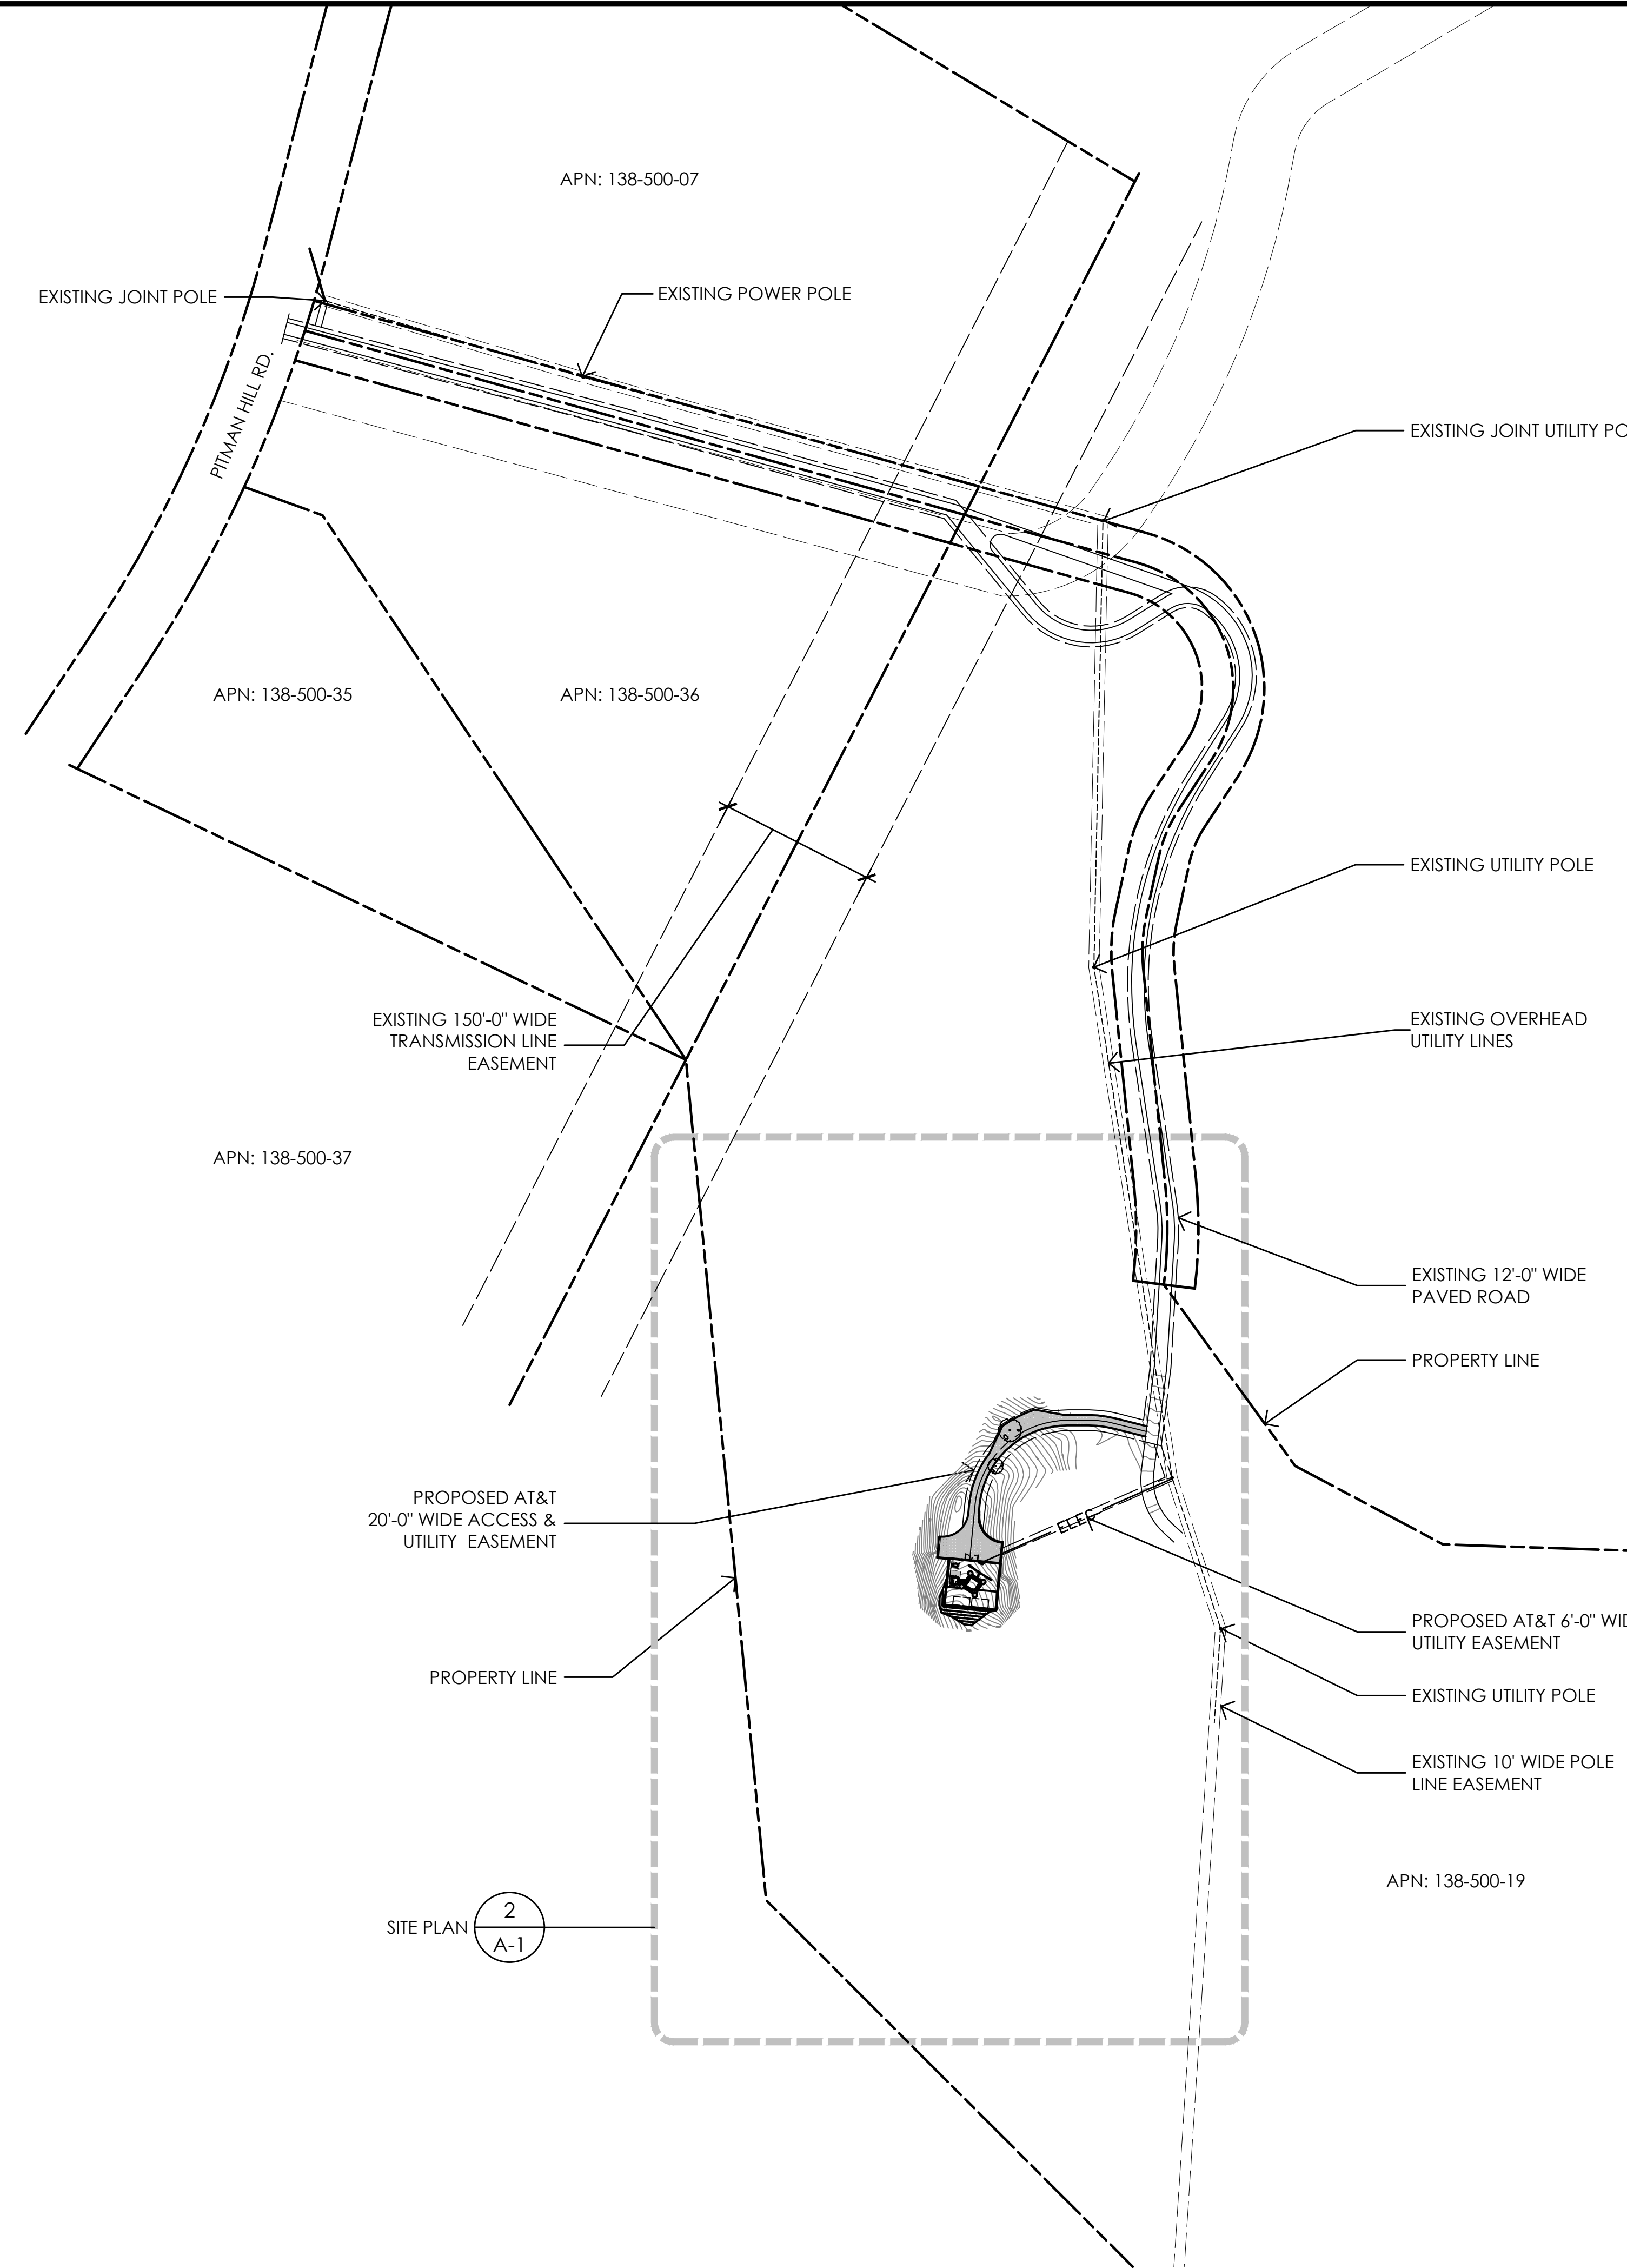 APN: 138-500-07
EXISTING JOINT POLE
EXISTING POWER POLE
PITMAN HILL RD.
EXISTING JOINT UTILITY PO
APN: 138-500-35
APN: 138-500-36
EXISTING UTILITY POLE
EXISTING 150'-0" WIDE
TRANSMISSION LINE
EASEMENT
EXISTING OVERHEAD
UTILITY LINES
APN: 138-500-37
EXISTING 12'-0" WIDE
PAVED ROAD
PROPERTY LINE
PROPOSED AT&T
20'-0" WIDE ACCESS &
UTILITY EASEMENT
ELEC
PROPOSED AT&T 6'-0" WID
UTILITY EASEMENT
PROPERTY LINE
EXISTING UTILITY POLE
EXISTING 10' WIDE POLE
LINE EASEMENT
APN: 138-500-19
SITE PLAN
2
A-1